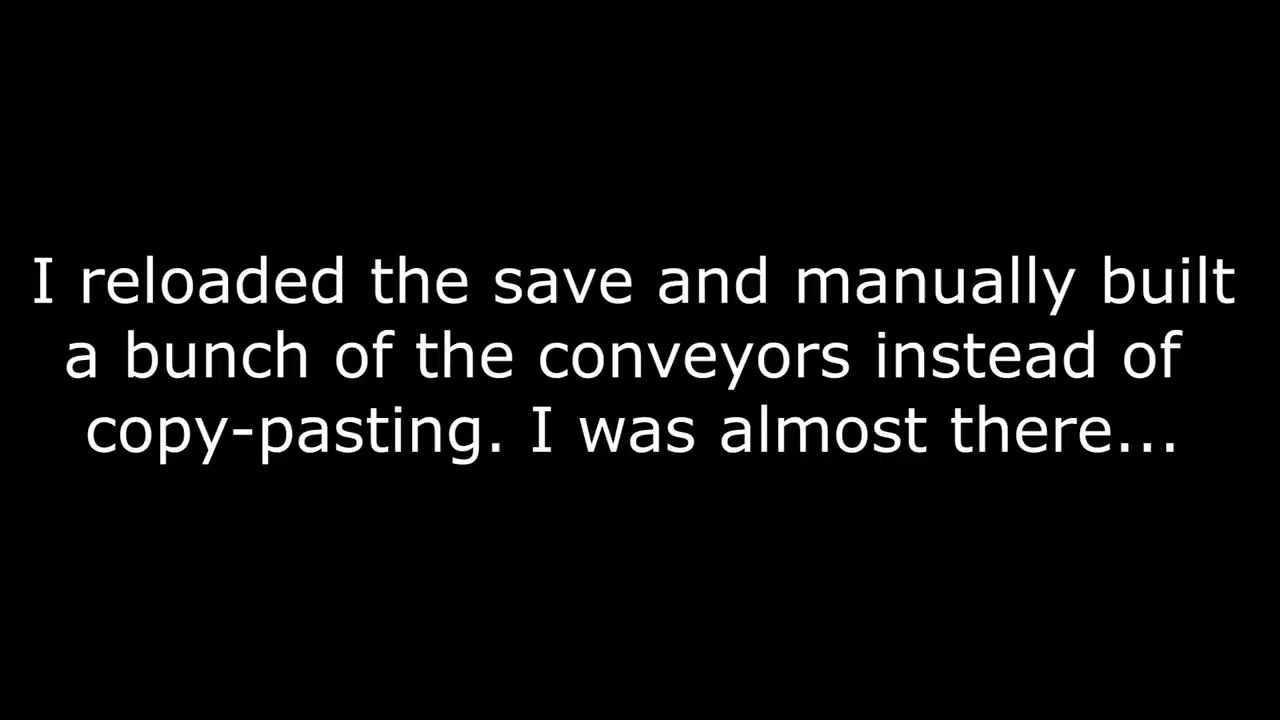 I reloaded the save and manually built
a bunch of the conveyors instead of
copy-pasting. I was almost there...